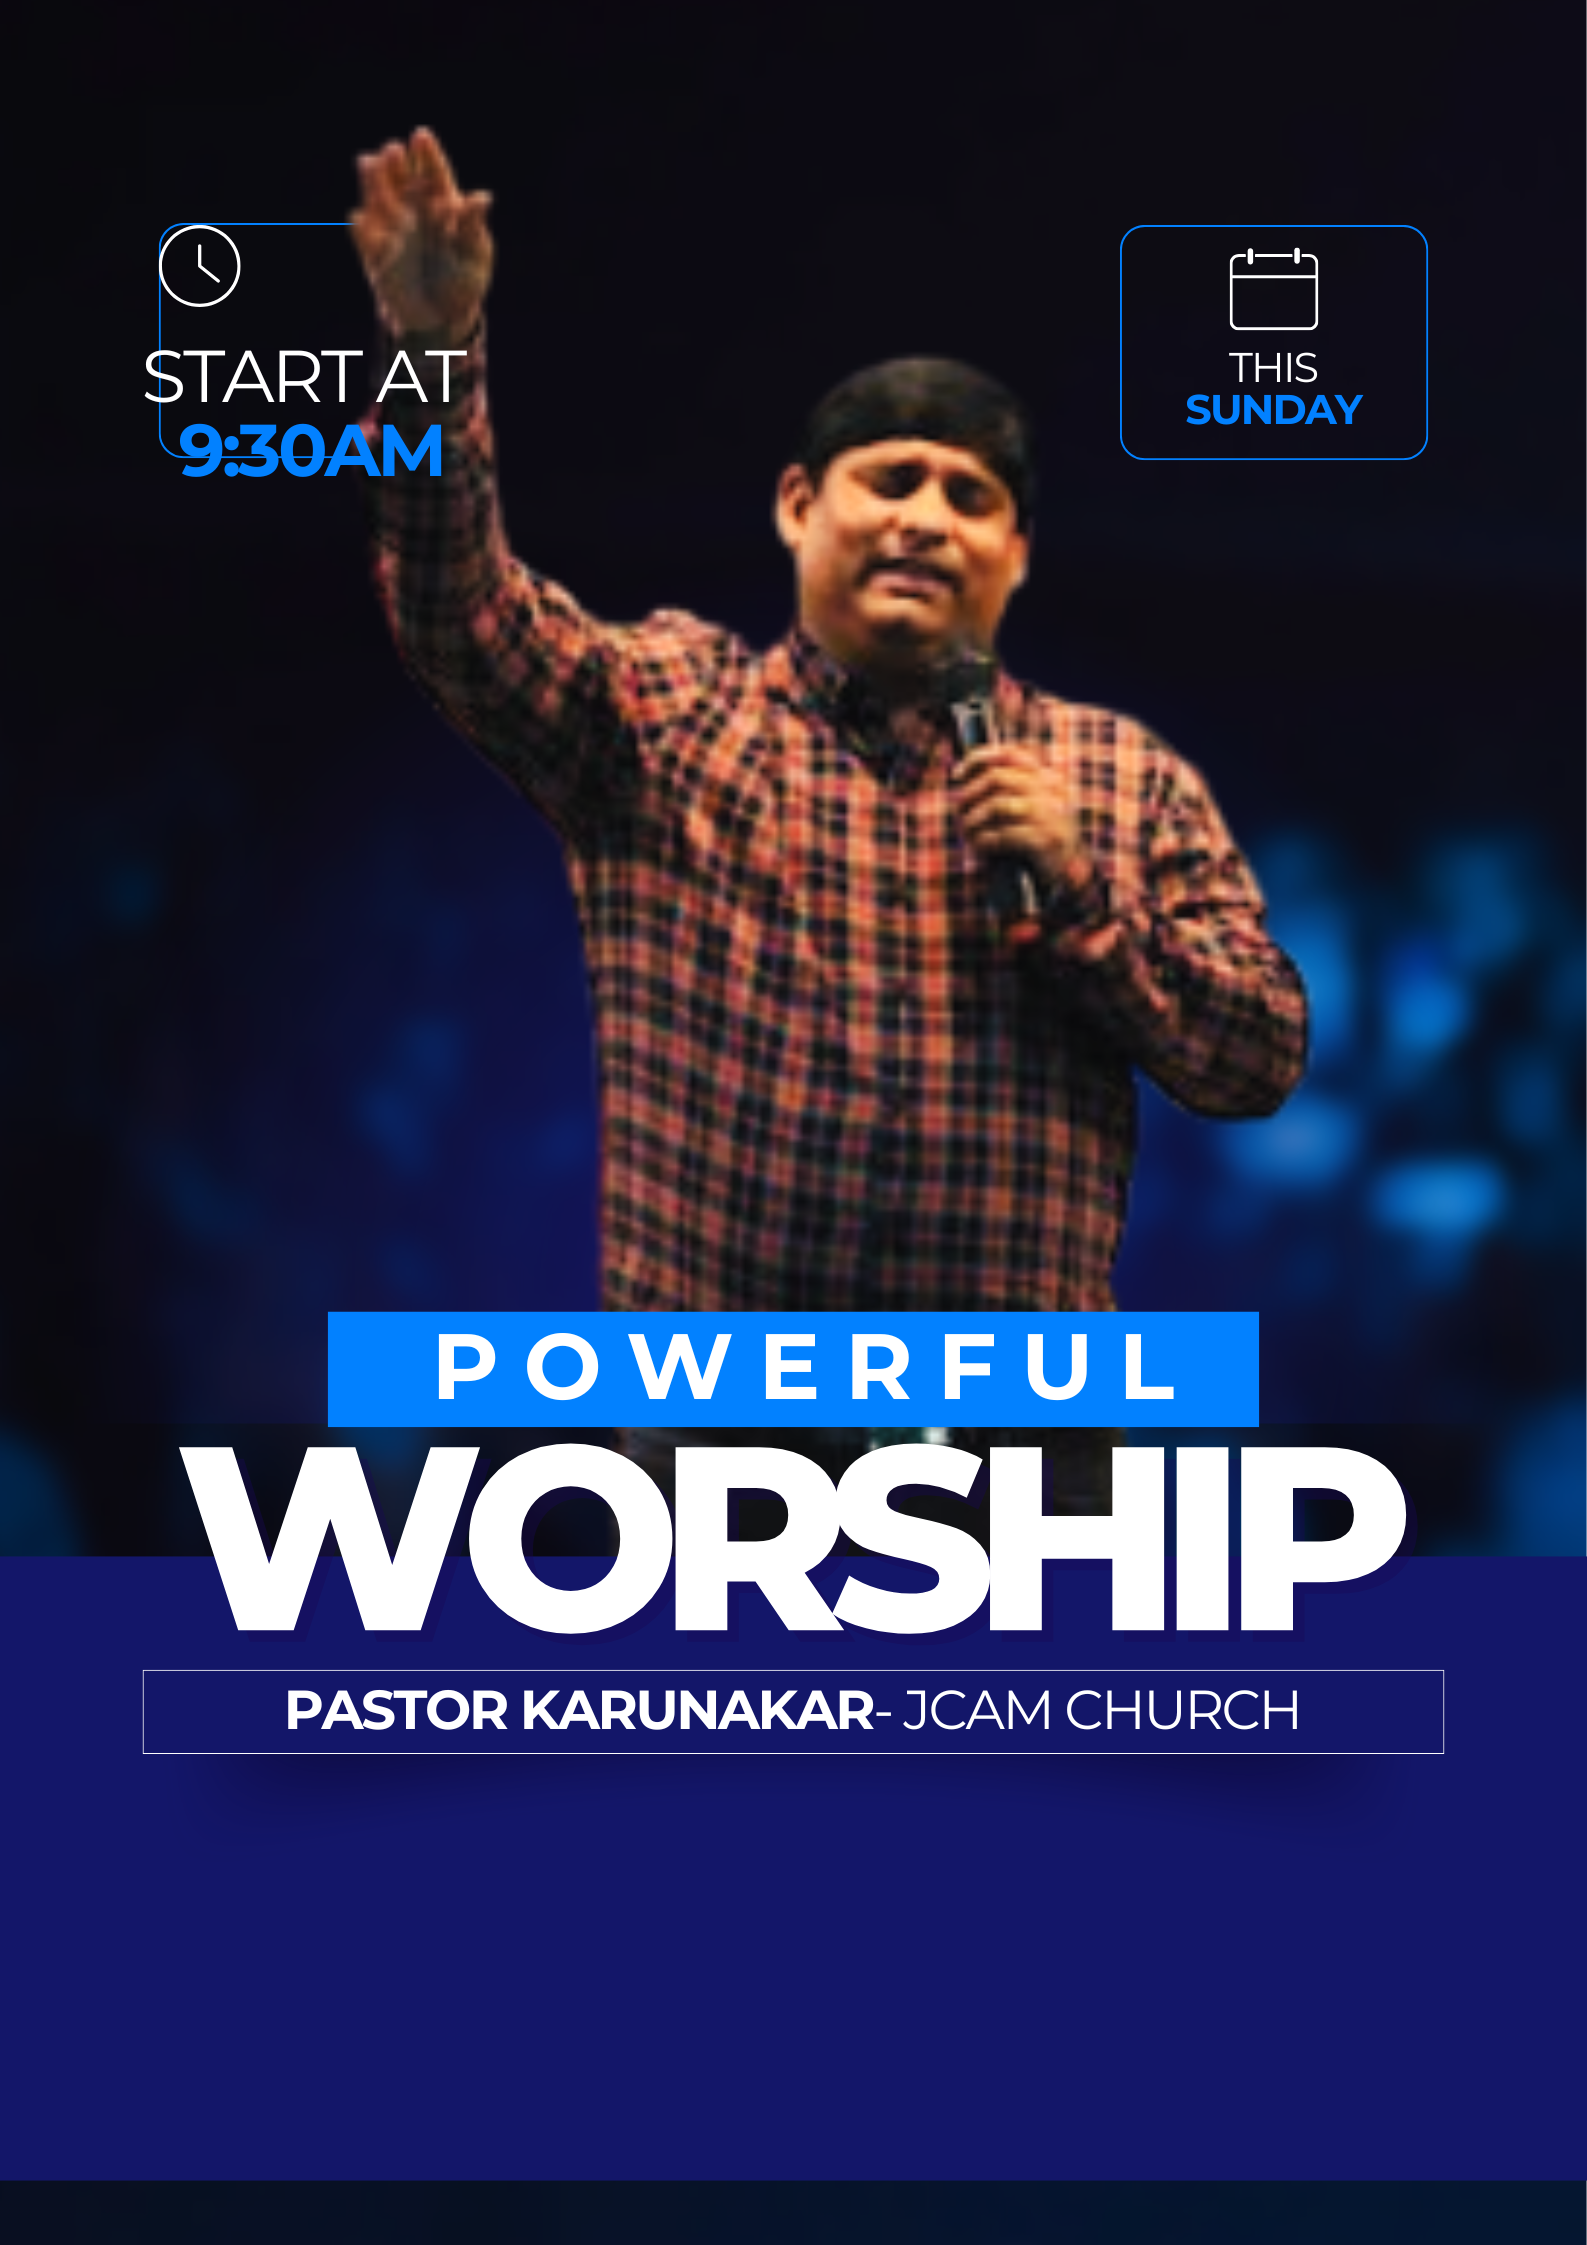 START AT
9:30AM
THIS
SUNDAY
POWERFUL
WORSHIP
PASTOR KARUNAKAR- JCAM CHURCH